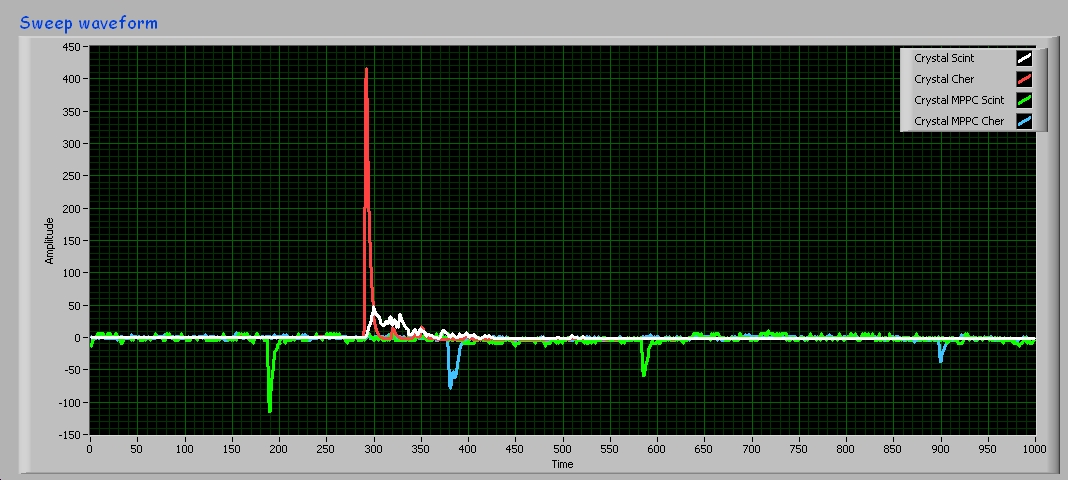 Sweep waveform
450
400
350
300
250
200
150
100
50
0
-50
-100
-150
Amplitude
Crystal Scint
Crystal Cher
Crystal MPPC Scint
Crystal MPPC Cher
0 50 100 150 200 250 300 350 400 450 500 550 600 650 700 750 800 850 900 950 1000
Time